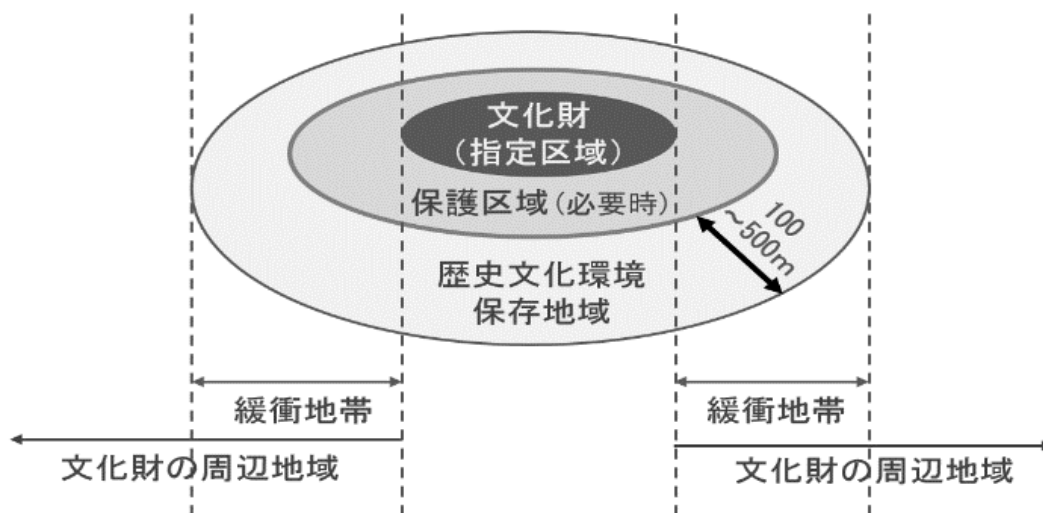 文化財
(指定区域)
保護区域(必要時)
100
～500m
歴史文化環境
保存地域
緩衝地帯
緩衝地帯
文化財の周辺地域
文化財の周辺地域